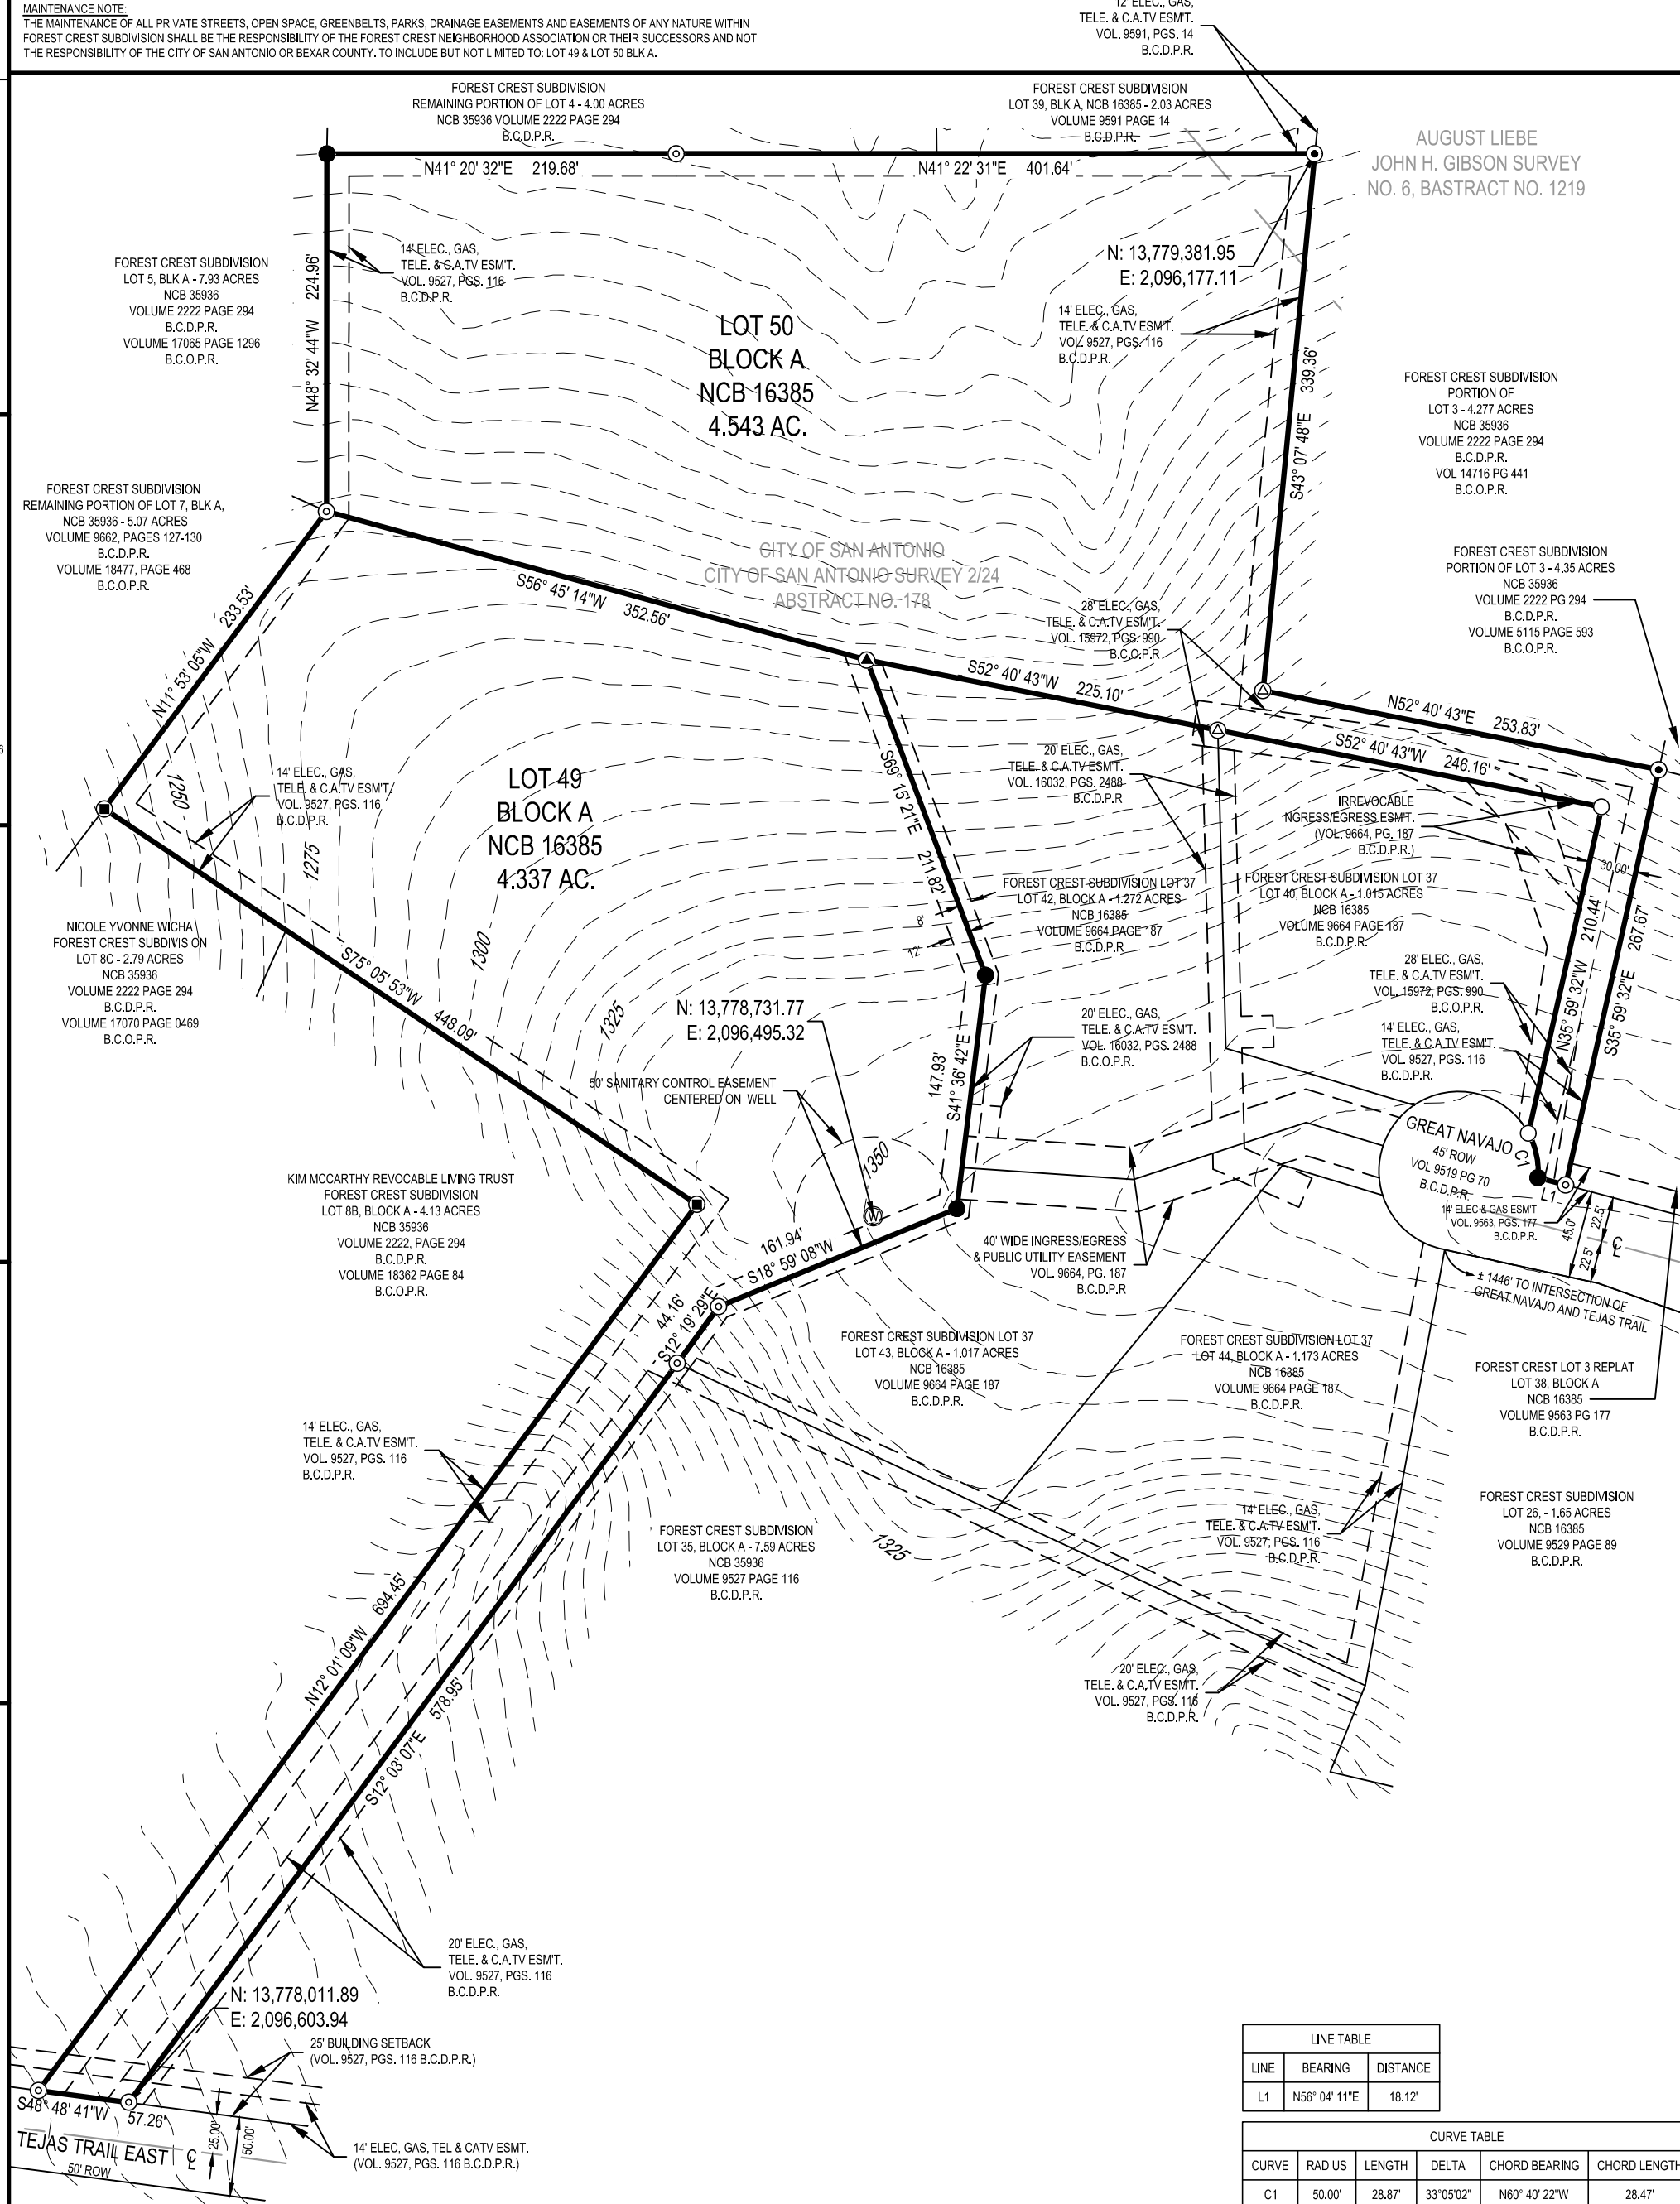 MAINTENANCE NOTE:
THE MAINTENANCE OF ALL PRIVATE STREETS, OPEN SPACE, GREENBELTS, PARKS, DRAINAGE EASEMENTS AND EASEMENTS OF ANY NATURE WITHIN
FOREST CREST SUBDIVISION SHALL BE THE RESPONSIBILITY OF THE FOREST CREST NEIGHBORHOOD ASSOCIATION OR THEIR SUCCESSORS AND NOT
THE RESPONSIBILITY OF THE CITY OF SAN ANTONIO OR BEXAR COUNTY. TO INCLUDE BUT NOT LIMITED TO: LOT 49 & LOT 50 BLK A.
12' ELEC., GAS,
TELE. & C.A.TV ESM'T.
VOL. 9591, PGS. 14
B.C.D.P.R.
FOREST CREST SUBDIVISION
REMAINING PORTION OF LOT 4 - 4.00 ACRES
NCB 35936 VOLUME 2222 PAGE 294
B.C.D.P.R.
FOREST CREST SUBDIVISION
LOT 39, BLK A, NCB 16385 - 2.03 ACRES
VOLUME 9591 PAGE 14
B.C.D.P.R.
AUGUST LIEBE
JOHN H. GIBSON SURVEY
NO. 6, BASTRACT NO. 1219
N41° 20' 32"E 219.68'
N41° 22' 31"E 401.64'
FOREST CREST SUBDIVISION
LOT 5, BLK A - 7.93 ACRES
NCB 35936
VOLUME 2222 PAGE 294
B.C.D.P.R.
VOLUME 17065 PAGE 1296
B.C.O.P.R.
N48° 32' 44"W 224.96'
14' ELEC., GAS,
TELE. & C.A.TV ESM'T.
VOL. 9527, PGS. 116
B.C.D.P.R.
N: 13,779,381.95
E: 2,096,177.11
14' ELEC., GAS,
TELE. & C.A.TV ESM'T.
VOL. 9527, PGS. 116
B.C.D.P.R.
S43° 07' 48"E 339.36'
LOT 50
BLOCK A
NCB 16385
4.543 AC.
FOREST CREST SUBDIVISION
PORTION OF
LOT 3 - 4.277 ACRES
NCB 35936
VOLUME 2222 PAGE 294
B.C.D.P.R.
VOL 14716 PG 441
B.C.O.P.R.
FOREST CREST SUBDIVISION
REMAINING PORTION OF LOT 7, BLK A,
NCB 35936 - 5.07 ACRES
VOLUME 9662, PAGES 127-130
B.C.D.P.R.
VOLUME 18477, PAGE 468
B.C.O.P.R.
CITY OF SAN ANTONIO
CITY OF SAN ANTONIO SURVEY 2/24
ABSTRACT NO. 178
FOREST CREST SUBDIVISION
PORTION OF LOT 3 - 4.35 ACRES
NCB 35936
VOLUME 2222 PG 294
B.C.D.P.R.
VOLUME 5115 PAGE 593
B.C.O.P.R.
S56° 45' 14"W 352.56'
N11° 53' 05"W 233.53'
28' ELEC., GAS,
TELE. & C.A.TV ESM'T.
VOL. 15972, PGS. 990
B.C.O.P.R
S52° 40' 43"W 225.10'
N52° 40' 43"E 253.83'
S52° 40' 43"W 246.16'
20' ELEC., GAS,
TELE. & C.A.TV ESM'T.
VOL. 16032, PGS. 2488
B.C.D.P.R
IRREVOCABLE
INGRESS/EGRESS ESM'T.
(VOL. 9664, PG. 187
B.C.D.P.R.)
30.00'
14' ELEC., GAS,
TELE. & C.A.TV ESM'T.
VOL. 9527, PGS. 116
B.C.D.P.R.
1250
1275
LOT 49
BLOCK A
NCB 16385
4.337 AC.
S69° 15' 21"E 211.82'
8'
12'
FOREST CREST SUBDIVISION LOT 37
LOT 42, BLOCK A - 1.272 ACRES
NCB 16385
VOLUME 9664 PAGE 187
B.C.D.P.R
FOREST CREST SUBDIVISION LOT 37
LOT 40, BLOCK A - 1.015 ACRES
NCB 16385
VOLUME 9664 PAGE 187
B.C.D.P.R.
N35° 59' 32"W 210.44'
S35° 59' 32"E 267.67'
NICOLE YVONNE WICHA
FOREST CREST SUBDIVISION
LOT 8C - 2.79 ACRES
NCB 35936
VOLUME 2222 PAGE 294
B.C.D.P.R.
VOLUME 17070 PAGE 0469
B.C.O.P.R.
S75° 05' 53"W 448.09'
1300
1325
N: 13,778,731.77
E: 2,096,495.32
28' ELEC., GAS,
TELE. & C.A.TV ESM'T.
VOL. 15972, PGS. 990
B.C.O.P.R.
14' ELEC., GAS,
TELE. & C.A.TV ESM'T.
VOL. 9527, PGS. 116
B.C.D.P.R.
20' ELEC., GAS,
TELE. & C.A.TV ESM'T.
VOL. 16032, PGS. 2488
B.C.O.P.R.
50' SANITARY CONTROL EASEMENT
CENTERED ON WELL
147.93'
S41° 36' 42"E
1350
W
GREAT NAVAJO
45' ROW
VOL 9519 PG 70
B.C.D.P.R.
C1
L1
14' ELEC & GAS ESM'T
VOL. 9563, PGS. 177
B.C.D.P.R.
45.0'
22.5'
22.5'
± 1446' TO INTERSECTION OF
GREAT NAVAJO AND TEJAS TRAIL
KIM MCCARTHY REVOCABLE LIVING TRUST
FOREST CREST SUBDIVISION
LOT 8B, BLOCK A - 4.13 ACRES
NCB 35936
VOLUME 2222, PAGE 294
B.C.D.P.R.
VOLUME 18362 PAGE 84
B.C.O.P.R.
161.94'
S18° 59' 08"W
44.16'
S12° 19' 29"E
40' WIDE INGRESS/EGRESS
& PUBLIC UTILITY EASEMENT
VOL. 9664, PG. 187
B.C.D.P.R
FOREST CREST SUBDIVISION LOT 37
LOT 43, BLOCK A - 1.017 ACRES
NCB 16385
VOLUME 9664 PAGE 187
B.C.D.P.R.
FOREST CREST SUBDIVISION LOT 37
LOT 44, BLOCK A - 1.173 ACRES
NCB 16385
VOLUME 9664 PAGE 187
B.C.D.P.R.
FOREST CREST LOT 3 REPLAT
LOT 38, BLOCK A
NCB 16385
VOLUME 9563 PG 177
B.C.D.P.R.
14' ELEC., GAS,
TELE. & C.A.TV ESM'T.
VOL. 9527, PGS. 116
B.C.D.P.R.
FOREST CREST SUBDIVISION
LOT 35, BLOCK A - 7.59 ACRES
NCB 35936
VOLUME 9527 PAGE 116
B.C.D.P.R.
1325
14' ELEC., GAS,
TELE. & C.A.TV ESM'T.
VOL. 9527, PGS. 116
B.C.D.P.R.
FOREST CREST SUBDIVISION
LOT 26, - 1.65 ACRES
NCB 16385
VOLUME 9529 PAGE 89
B.C.D.P.R.
N12° 01' 09"W 694.45'
S12° 03' 07"E 578.95'
20' ELEC., GAS,
TELE. & C.A.TV ESM'T.
VOL. 9527, PGS. 116
B.C.D.P.R.
20' ELEC., GAS,
TELE. & C.A.TV ESM'T.
VOL. 9527, PGS. 116
B.C.D.P.R.
N: 13,778,011.89
E: 2,096,603.94
25' BUILDING SETBACK
(VOL. 9527, PGS. 116 B.C.D.P.R.)
S48° 48' 41"W 57.26'
25.00'
50.00'
TEJAS TRAIL EAST
50' ROW
14' ELEC, GAS, TEL & CATV ESMT.
(VOL. 9527, PGS. 116 B.C.D.P.R.)
LINE TABLE
LINE BEARING DISTANCE
L1 N56° 04' 11"E 18.12'
CURVE TABLE
CURVE RADIUS LENGTH DELTA CHORD BEARING CHORD LENGTH
C1 50.00' 28.87' 33°05'02" N60° 40' 22"W 28.47'